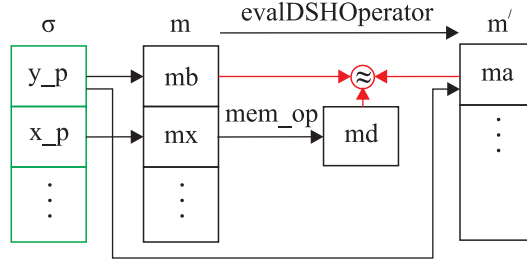 σ m evalDSHOperator m′
y_p mb ≈ ma
x_p mx mem_op md
⋮ ⋮ ⋮